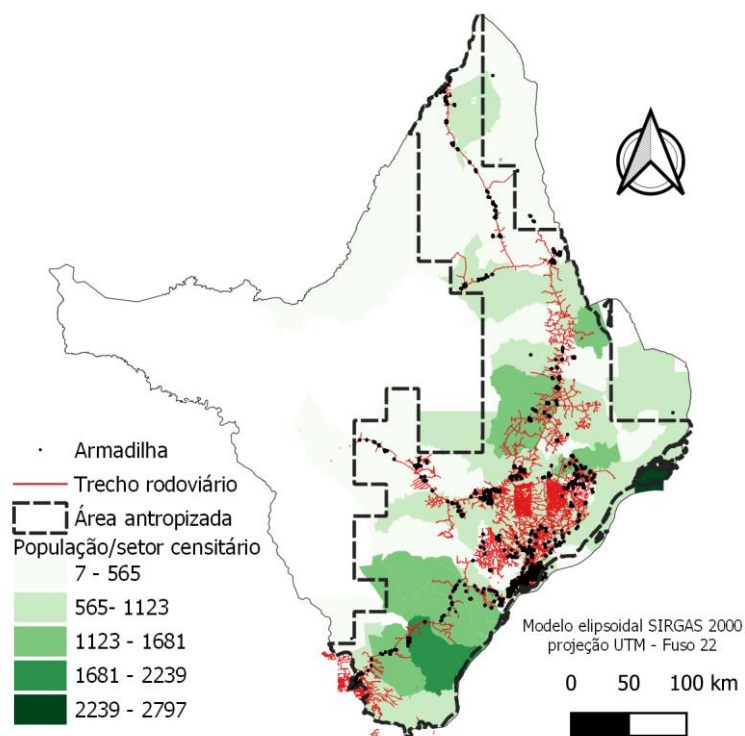 Armadilha
Trecho rodoviário
Área antropizada
População/setor censitário
7 - 565
565- 1123
1123 - 1681
1681 - 2239
2239 - 2797
Modelo elipsoidal SIRGAS 2000
projeção UTM - Fuso 22
0 50 100 km